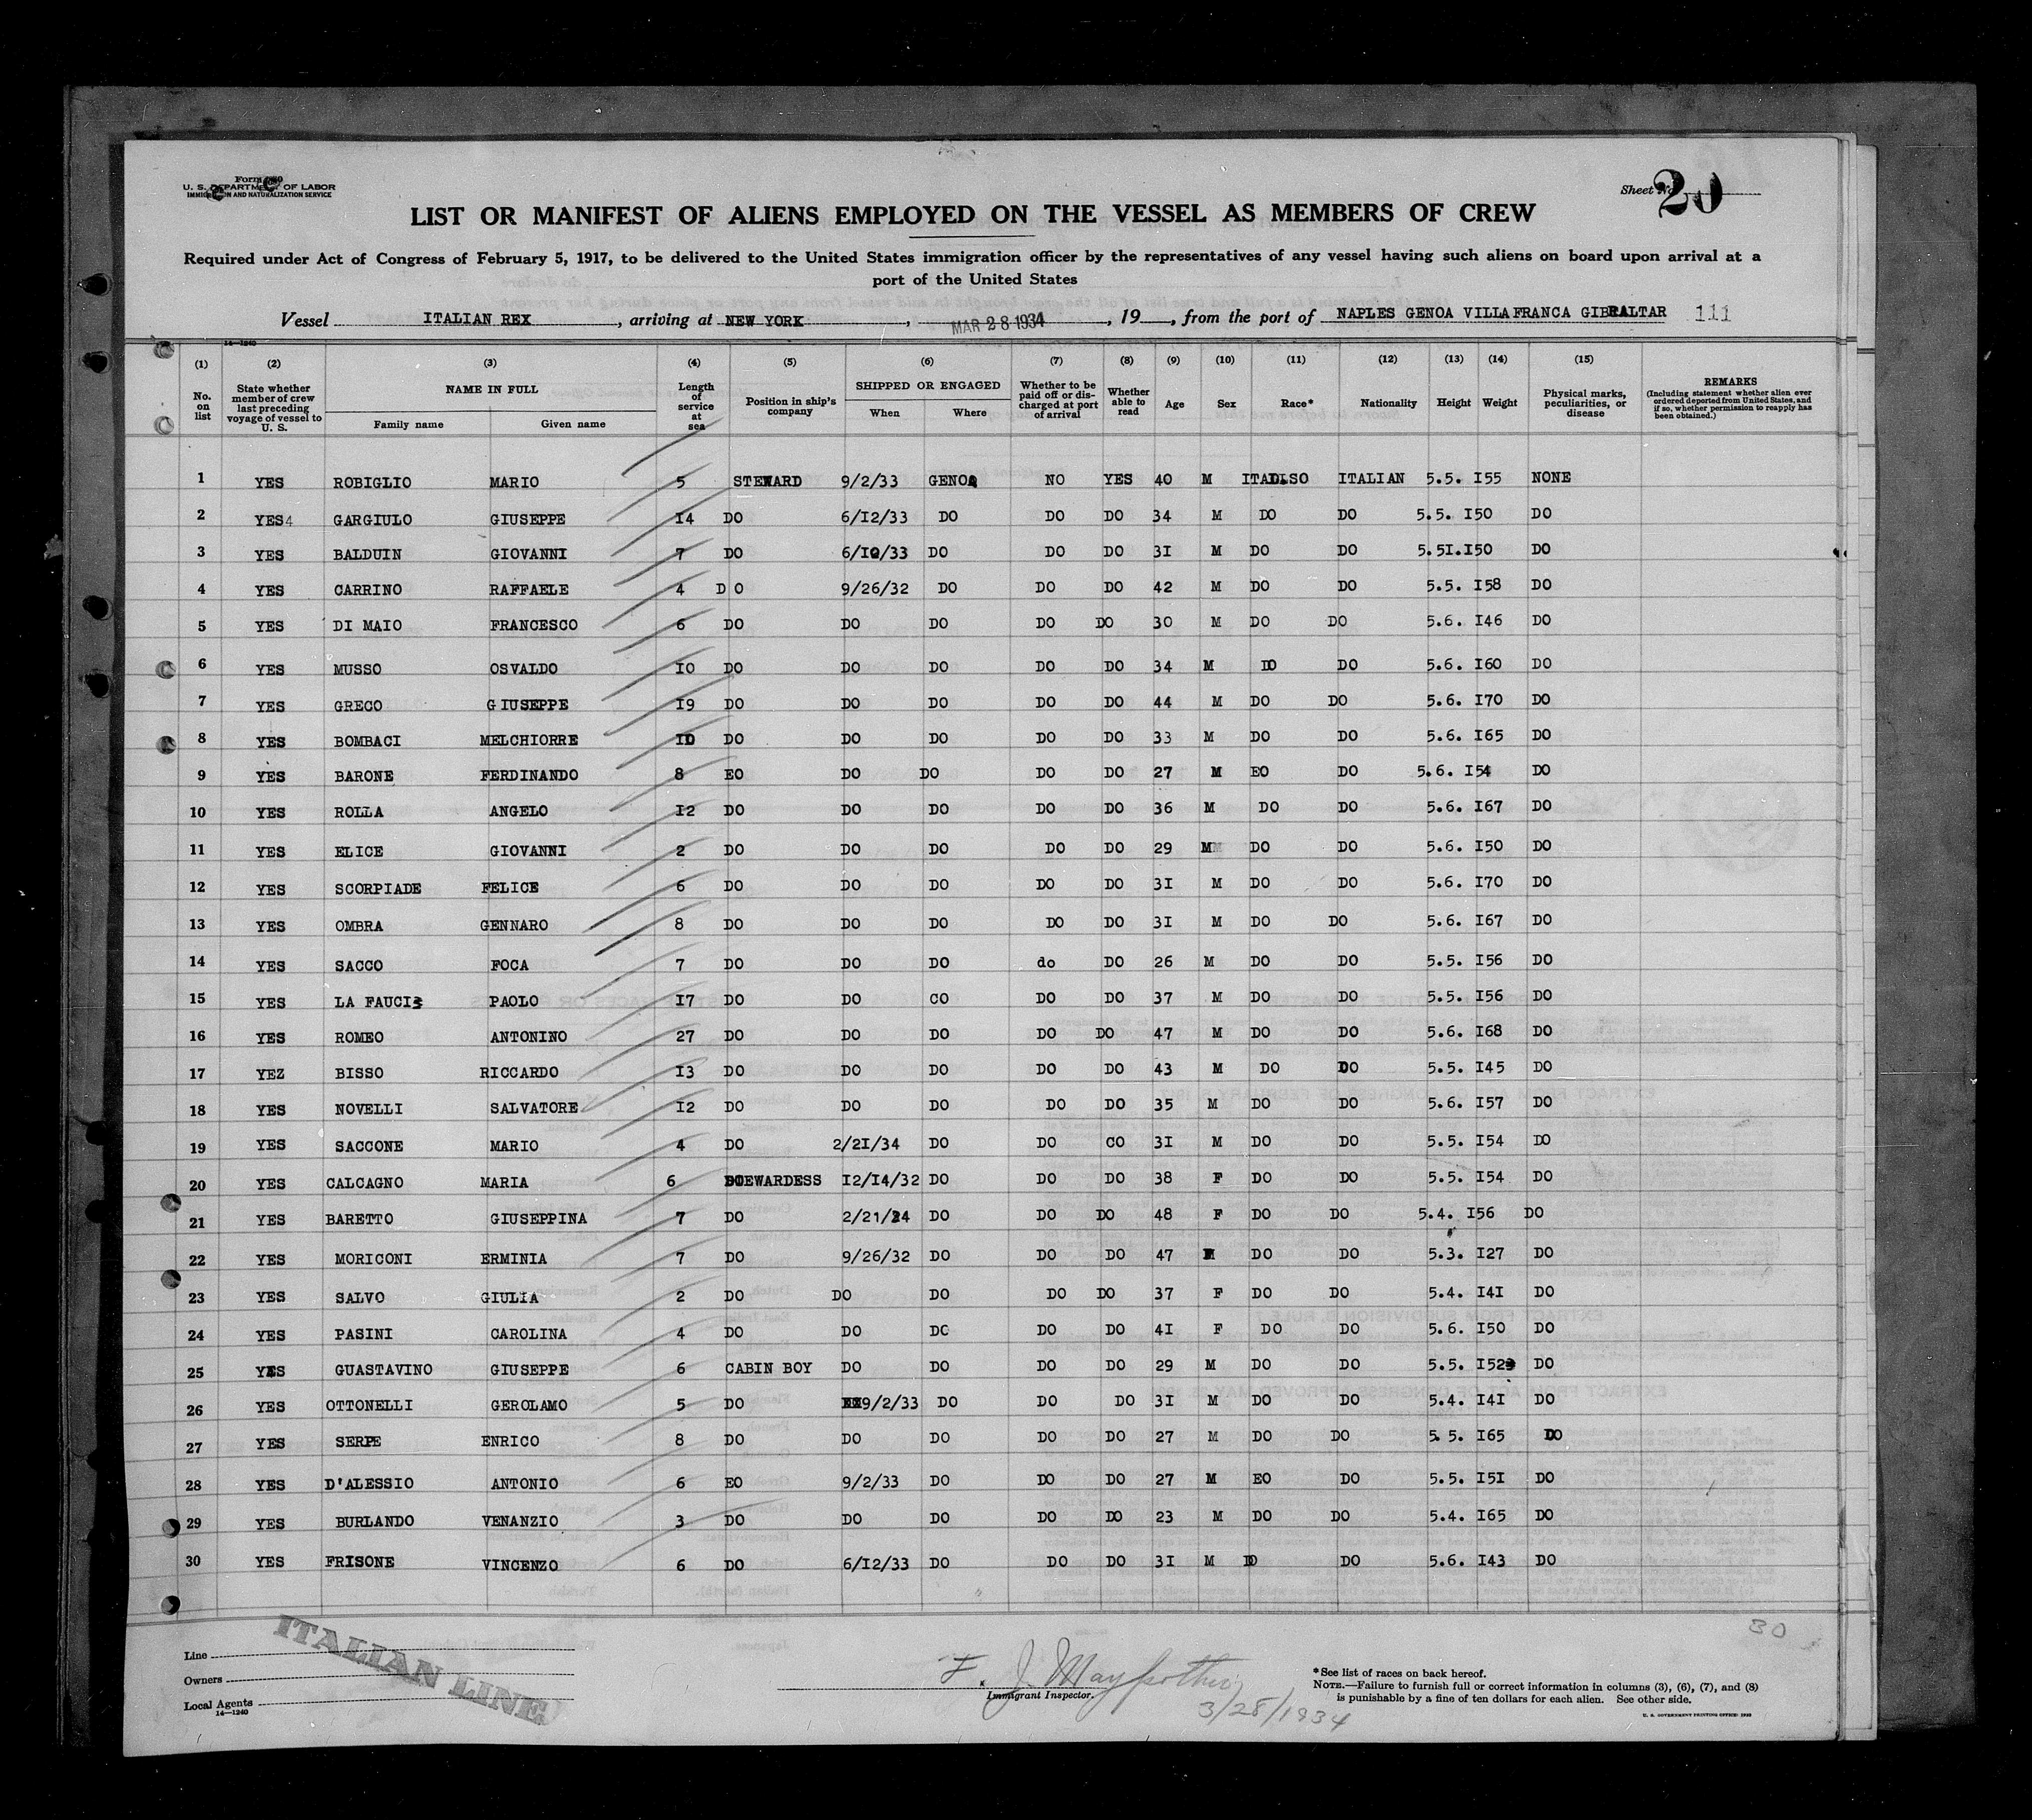 Form 689
U. S. DEPARTMENT OF LABOR
IMMIGRATION AND NATURALIZATION SERVICE
Sheet No. 20
LIST OR MANIFEST OF ALIENS EMPLOYED ON THE VESSEL AS MEMBERS OF CREW
Required under Act of Congress of February 5, 1917, to be delivered to the United States immigration officer by the representatives of any vessel having such aliens on board upon arrival at a
port of the United States
Vessel ITALIAN REX, arriving at NEW YORK, MAR 28 1934, 19, from the port of NAPLES GENOA VILLAFRANCA GIBRALTAR 111
14—1240
(1) (2) (3) (4) (5) (6) (7) (8) (9) (10) (11) (12) (13) (14) (15)
No. on list
State whether member of crew last preceding voyage of vessel to U. S.
NAME IN FULL
Family name
Given name
Length of service at sea
Position in ship's company
SHIPPED OR ENGAGED
When
Where
Whether to be paid off or discharged at port of arrival
Whether able to read
Age
Sex
Race*
Nationality
Height
Weight
Physical marks, peculiarities, or disease
REMARKS
(Including statement whether alien ever ordered deported from United States, and if so, whether permission to reapply has been obtained.)
1 YES ROBIGLIO MARIO 5 STEWARD 9/2/33 GENOA NO YES 40 M ITALISO ITALIAN 5.5. I55 NONE
2 YES4 GARGIULO GIUSEPPE I4 DO 6/I2/33 DO DO DO 34 M DO DO 5.5. I50 DO
3 YES BALDUIN GIOVANNI 7 DO 6/I0/33 DO DO DO 3I M DO DO 5.5I.I50 DO
4 YES CARRINO RAFFAELE 4 D O 9/26/32 DO DO DO 42 M DO DO 5.5. I58 DO
5 YES DI MAIO FRANCESCO 6 DO DO DO DO DO 30 M DO DO 5.6. I46 DO
6 YES MUSSO OSVALDO I0 DO DO DO DO DO 34 M DO DO 5.6. I60 DO
7 YES GRECO GIUSEPPE I9 DO DO DO DO DO 44 M DO DO 5.6. I70 DO
8 YES BOMBACI MELCHIORRE I0 DO DO DO DO DO 33 M DO DO 5.6. I65 DO
9 YES BARONE FERDINANDO 8 EO DO DO DO DO 27 M EO DO 5.6. I54 DO
10 YES ROLLA ANGELO I2 DO DO DO DO DO 36 M DO DO 5.6. I67 DO
11 YES ELICE GIOVANNI 2 DO DO DO DO DO 29 MM DO DO 5.6. I50 DO
12 YES SCORPIADE FELICE 6 DO DO DO DO DO 3I M DO DO 5.6. I70 DO
13 YES OMBRA GENNARO 8 DO DO DO DO DO 3I M DO DO 5.6. I67 DO
14 YES SACCO FOCA 7 DO DO DO do DO 26 M DO DO 5.5. I56 DO
15 YES LA FAUCI PAOLO I7 DO DO CO DO DO 37 M DO DO 5.5. I56 DO
16 YES ROMEO ANTONINO 27 DO DO DO DO DO 47 M DO DO 5.6. I68 DO
17 YEZ BISSO RICCARDO I3 DO DO DO DO DO 43 M DO DO 5.5. I45 DO
18 YES NOVELLI SALVATORE I2 DO DO DO DO DO 35 M DO DO 5.6. I57 DO
19 YES SACCONE MARIO 4 DO 2/2I/34 DO DO CO 3I M DO DO 5.5. I54 DO
20 YES CALCAGNO MARIA 6 STEWARDESS I2/I4/32 DO DO DO 38 F DO DO 5.5. I54 DO
21 YES BARETTO GIUSEPPINA 7 DO 2/21/34 DO DO DO 48 F DO DO 5.4. I56 DO
22 YES MORICONI ERMINIA 7 DO 9/26/32 DO DO DO 47 DO DO 5.3. I27 DO
23 YES SALVO GIULIA 2 DO DO DO DO DO 37 F DO DO 5.4. I4I DO
24 YES PASINI CAROLINA 4 DO DO DO DO DO 4I F DO DO 5.6. I50 DO
25 YES GUASTAVINO GIUSEPPE 6 CABIN BOY DO DO DO DO 29 M DO DO 5.5. I52 DO
26 YES OTTONELLI GEROLAMO 5 DO 9/2/33 DO DO DO 3I M DO DO 5.4. I4I DO
27 YES SERPE ENRICO 8 DO DO DO DO DO 27 M DO DO 5.5. I65 DO
28 YES D'ALESSIO ANTONIO 6 EO 9/2/33 DO DO DO 27 M EO DO 5.5. I5I DO
29 YES BURLANDO VENANZIO 3 DO DO DO DO DO 23 M DO DO 5.4. I65 DO
30 YES FRISONE VINCENZO 6 DO 6/I2/33 DO DO DO 3I M DO DO 5.6. I43 DO
30
Line
Owners
Local Agents
14—1240
ITALIAN LINE
F. J. Mayforth
Immigrant Inspector.
3/28/1934
*See list of races on back hereof.
NOTE.—Failure to furnish full or correct information in columns (3), (6), (7), and (8)
is punishable by a fine of ten dollars for each alien. See other side.
U. S. GOVERNMENT PRINTING OFFICE: 1932